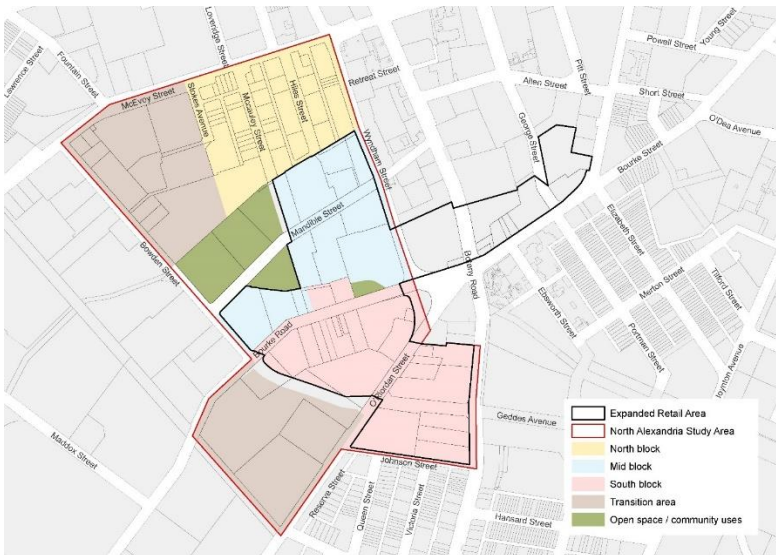 Lawrence Street
Fountain Street
Loveridge Street
McEvoy Street
Stokes Avenue
Mccauley Street
Hiles Street
Retreat Street
Wyndham Street
Mandible Street
Bowden Street
Bourke Road
O'Riordan Street
Maddox Street
Johnson Street
Reserve Street
Queen Street
Victoria Street
Hansard Street
Geddes Avenue
Botany Road
George Street
Allen Street
Pitt Street
Powell Street
Young Street
Short Street
O'Dea Avenue
Bourke Street
Elizabeth Street
Merton Street
Tilford Street
Ebsworth Street
Portman Street
Joynton Avenue
Expanded Retail Area
North Alexandria Study Area
North block
Mid block
South block
Transition area
Open space / community uses